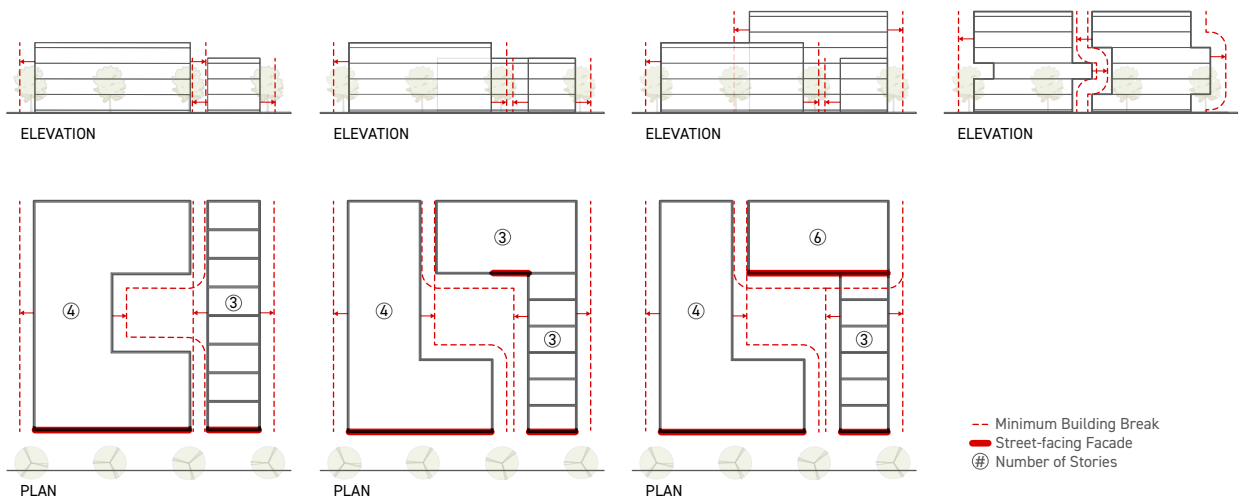 ELEVATION
ELEVATION
ELEVATION
ELEVATION
4
3
3
4
3
6
4
3
--- Minimum Building Break
Street-facing Facade
# Number of Stories
PLAN
PLAN
PLAN